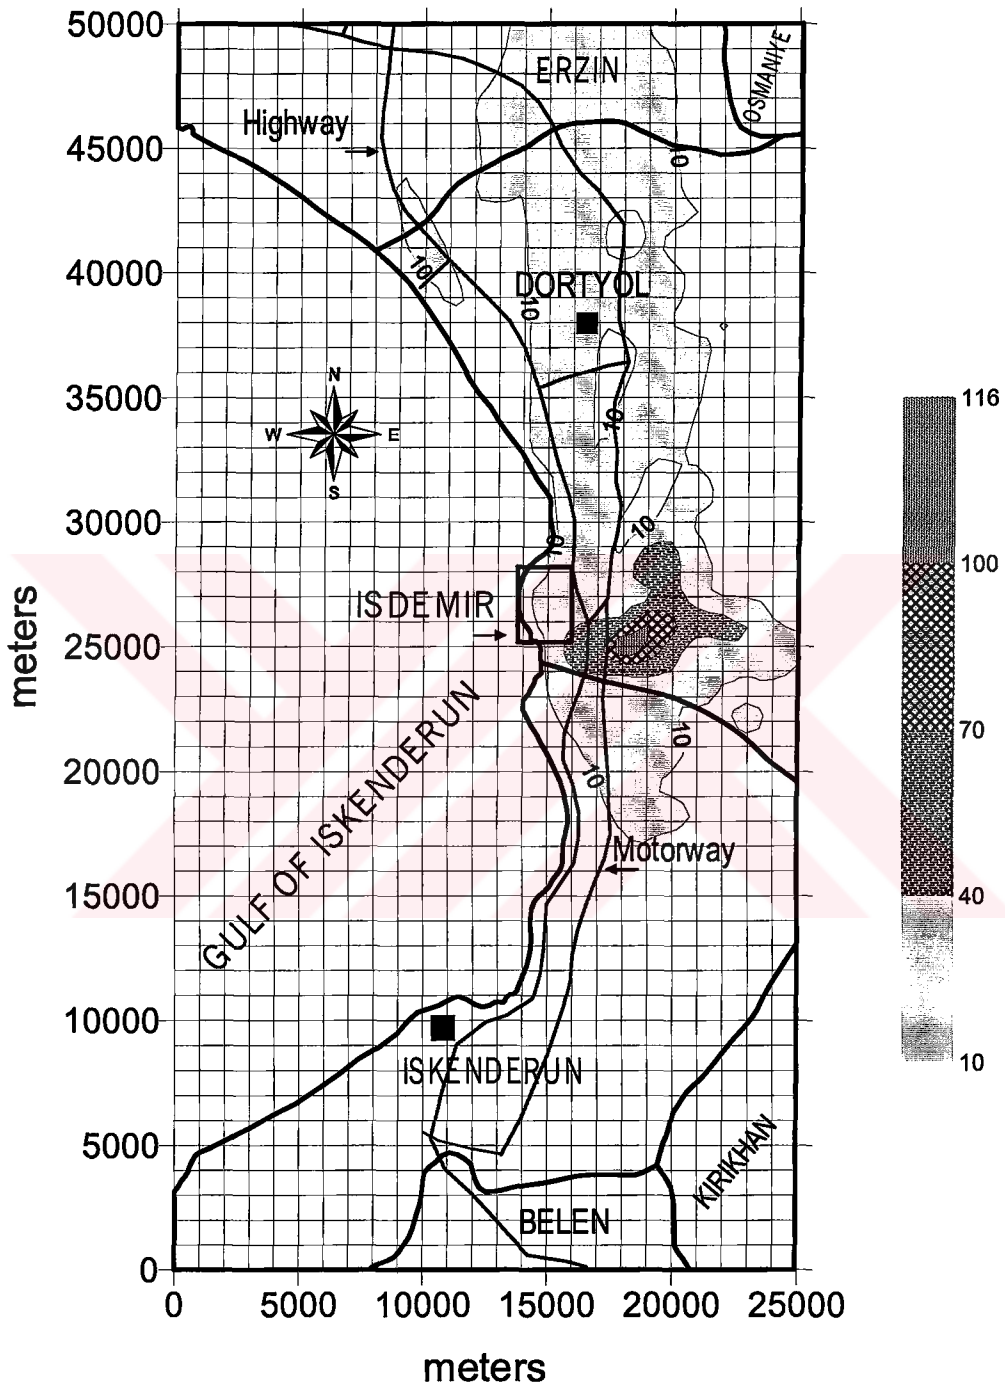 50000
45000
40000
35000
30000
25000
20000
15000
10000
5000
0
meters
ERZIN
OSMANIYE
Highway
10
10
DORTYOL
10
N
W
E
S
10
10
10
ISDEMIR
GULF OF ISKENDERUN
10
10
Motorway
ISKENDERUN
KIRIKHAN
BELEN
0
5000
10000
15000
20000
25000
meters
116
100
70
40
10